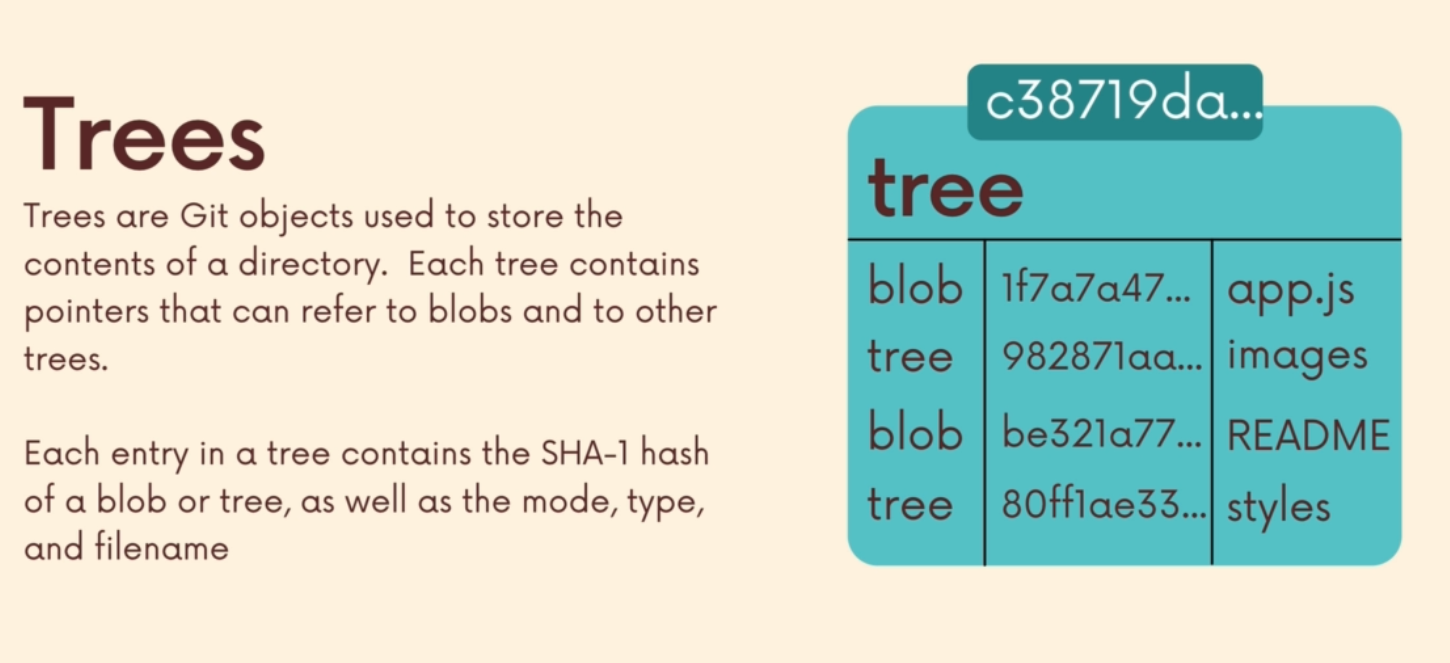 Trees
Trees are Git objects used to store the
contents of a directory.  Each tree contains
pointers that can refer to blobs and to other
trees.
Each entry in a tree contains the SHA-1 hash
of a blob or tree, as well as the mode, type,
and filename
c38719da...
tree
blob 1f7a7a47... app.js
tree 982871aa... images
blob be321a77... README
tree 80ff1ae33... styles